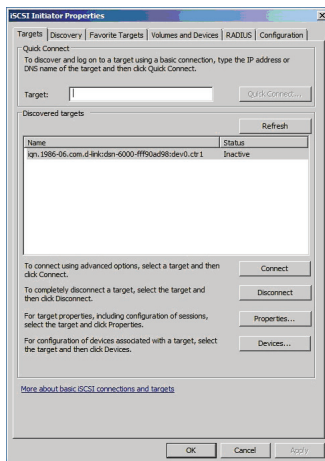 iSCSI Initiator Properties
Targets Discovery Favorite Targets Volumes and Devices RADIUS Configuration
Quick Connect
To discover and log on to a target using a basic connection, type the IP address or
DNS name of the target and then click Quick Connect.
Target:
Quick Connect...
Discovered targets
Refresh
Name Status
iqn.1986-06.com.d-link:dsn-6000-fff90ad98:dev0.ctr1 Inactive
To connect using advanced options, select a target and then
click Connect.
Connect
To completely disconnect a target, select the target and
then click Disconnect.
Disconnect
For target properties, including configuration of sessions,
select the target and click Properties.
Properties...
For configuration of devices associated with a target, select
the target and then click Devices.
Devices...
More about basic iSCSI connections and targets
OK Cancel Apply